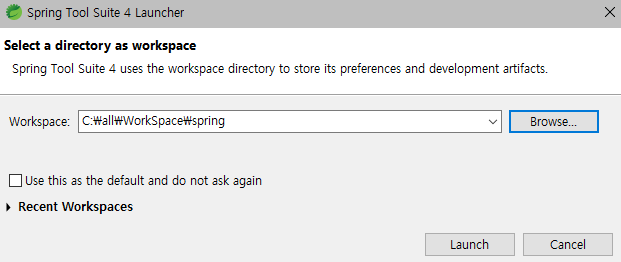 Spring Tool Suite 4 Launcher
Select a directory as workspace
Spring Tool Suite 4 uses the workspace directory to store its preferences and development artifacts.
Workspace: C:₩all₩WorkSpace₩spring Browse...
Use this as the default and do not ask again
Recent Workspaces
Launch Cancel